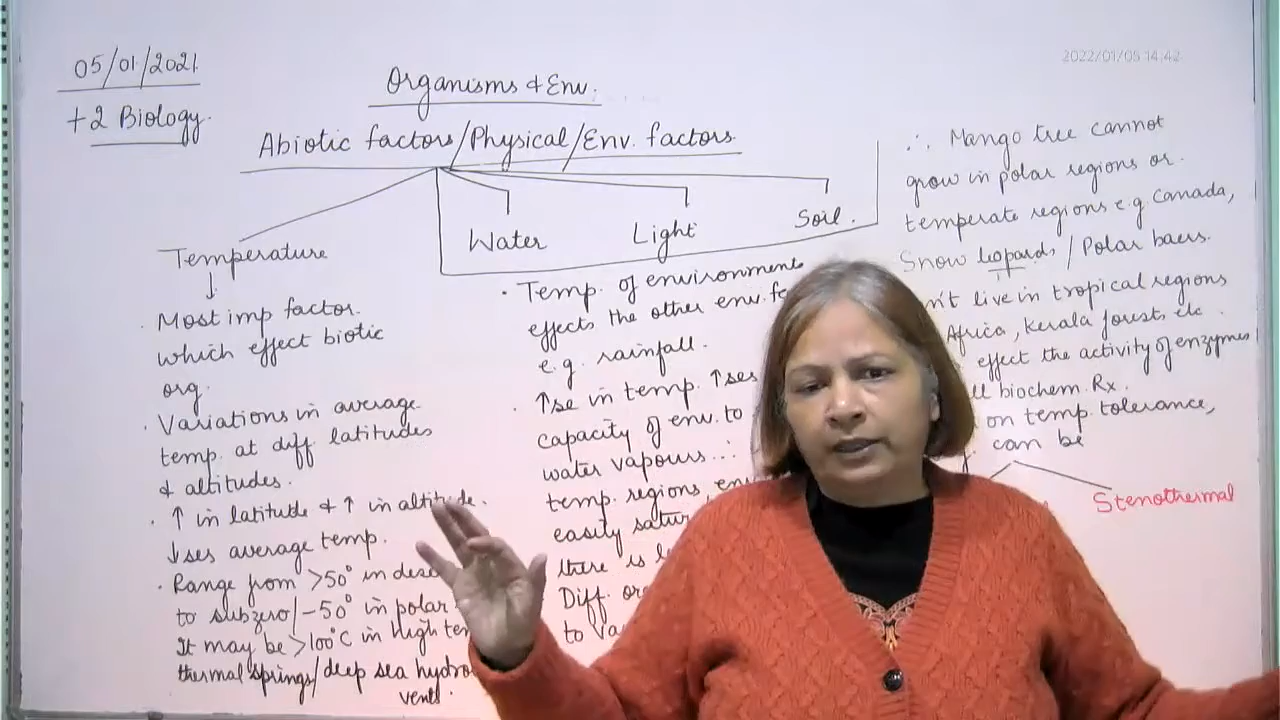 05/01/2021
+2 Biology.
2022/01/05 14:42
Organisms & Env.
Abiotic factors/Physical/Env. factors
Temperature
Water
Light
Soil.
· Most imp factor
which effect biotic
org.
· Variations in average
temp. at diff latitudes
& altitudes.
· ↑ in latitude & ↑ in altitude.
↓ses average temp.
· Range from >50° in
to subzero/-50° in polar
It may be >100°C in high
thermal springs/deep sea hydro
vents.
· Temp. of environment
effects the other env.
e.g. rainfall.
· ↑se in temp. ↑ses
capacity of env. to
water vapours...
temp. regions,
easily
there is
Diff.
to
∴ Mango tree cannot
grow in polar regions or
temperate regions e.g. Canada,
Snow leopards / Polar baers.
live in tropical regions
Africa, Kerala forests etc.
effect the activity of enzymes
biochem. Rx.
on temp. tolerance,
can be
Stenothermal